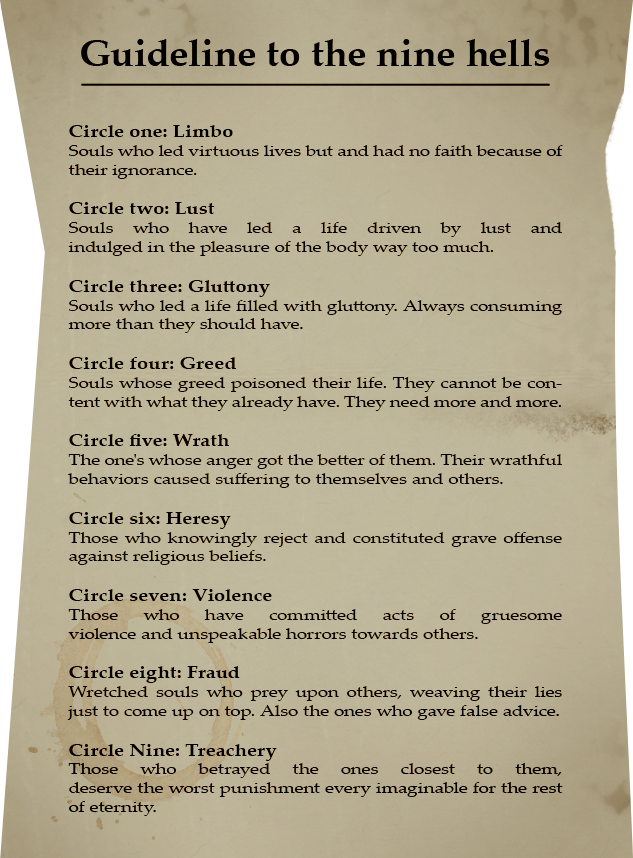 Guideline to the nine hells
Circle one: Limbo
Souls who led virtuous lives but and had no faith because of
their ignorance.
Circle two: Lust
Souls who have led a life driven by lust and
indulged in the pleasure of the body way too much.
Circle three: Gluttony
Souls who led a life filled with gluttony. Always consuming
more than they should have.
Circle four: Greed
Souls whose greed poisoned their life. They cannot be con-
tent with what they already have. They need more and more.
Circle five: Wrath
The one's whose anger got the better of them. Their wrathful
behaviors caused suffering to themselves and others.
Circle six: Heresy
Those who knowingly reject and constituted grave offense
against religious beliefs.
Circle seven: Violence
Those who have committed acts of gruesome
violence and unspeakable horrors towards others.
Circle eight: Fraud
Wretched souls who prey upon others, weaving their lies
just to come up on top. Also the ones who gave false advice.
Circle Nine: Treachery
Those who betrayed the ones closest to them,
deserve the worst punishment every imaginable for the rest
of eternity.